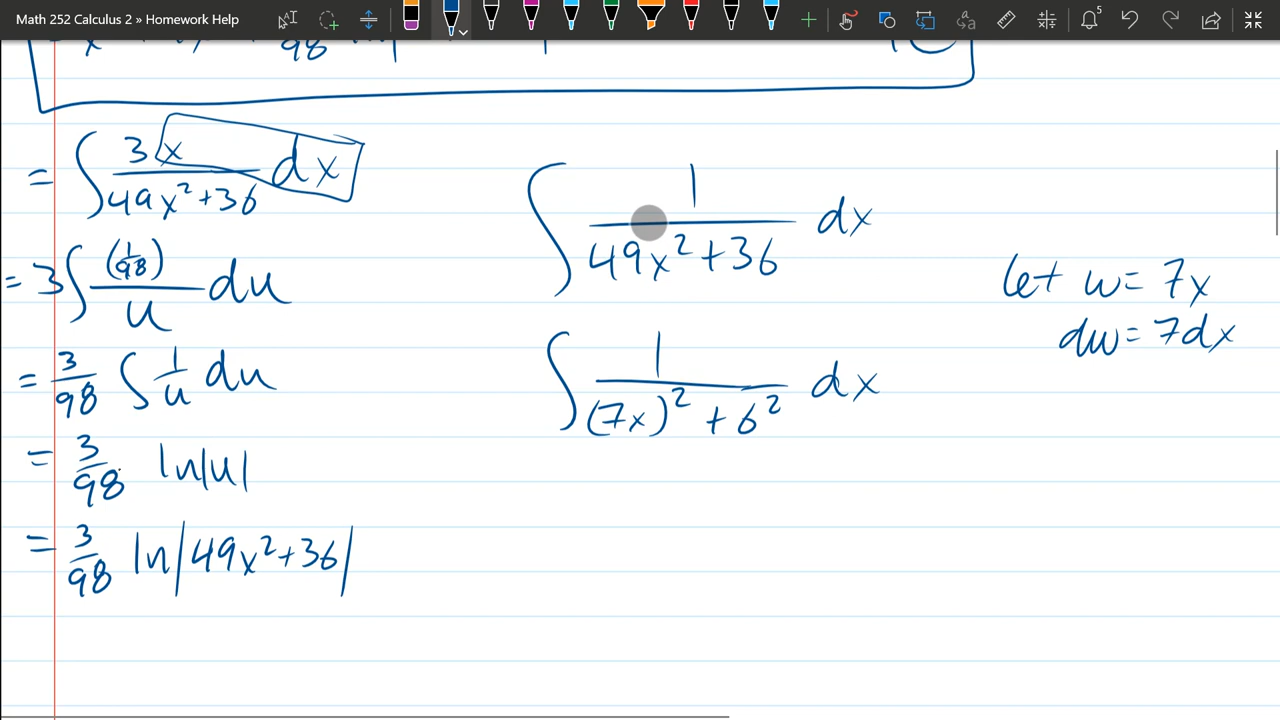 Math 252 Calculus 2 » Homework Help
5
98
= ∫ 3x/(49x²+36) dx
= 3∫ (1/98)/u du
= 3/98 ∫ 1/u du
= 3/98 ln|u|
= 3/98 ln|49x²+36|
∫ 1/(49x²+36) dx
∫ 1/((7x)²+6²) dx
let w = 7x
dw = 7dx